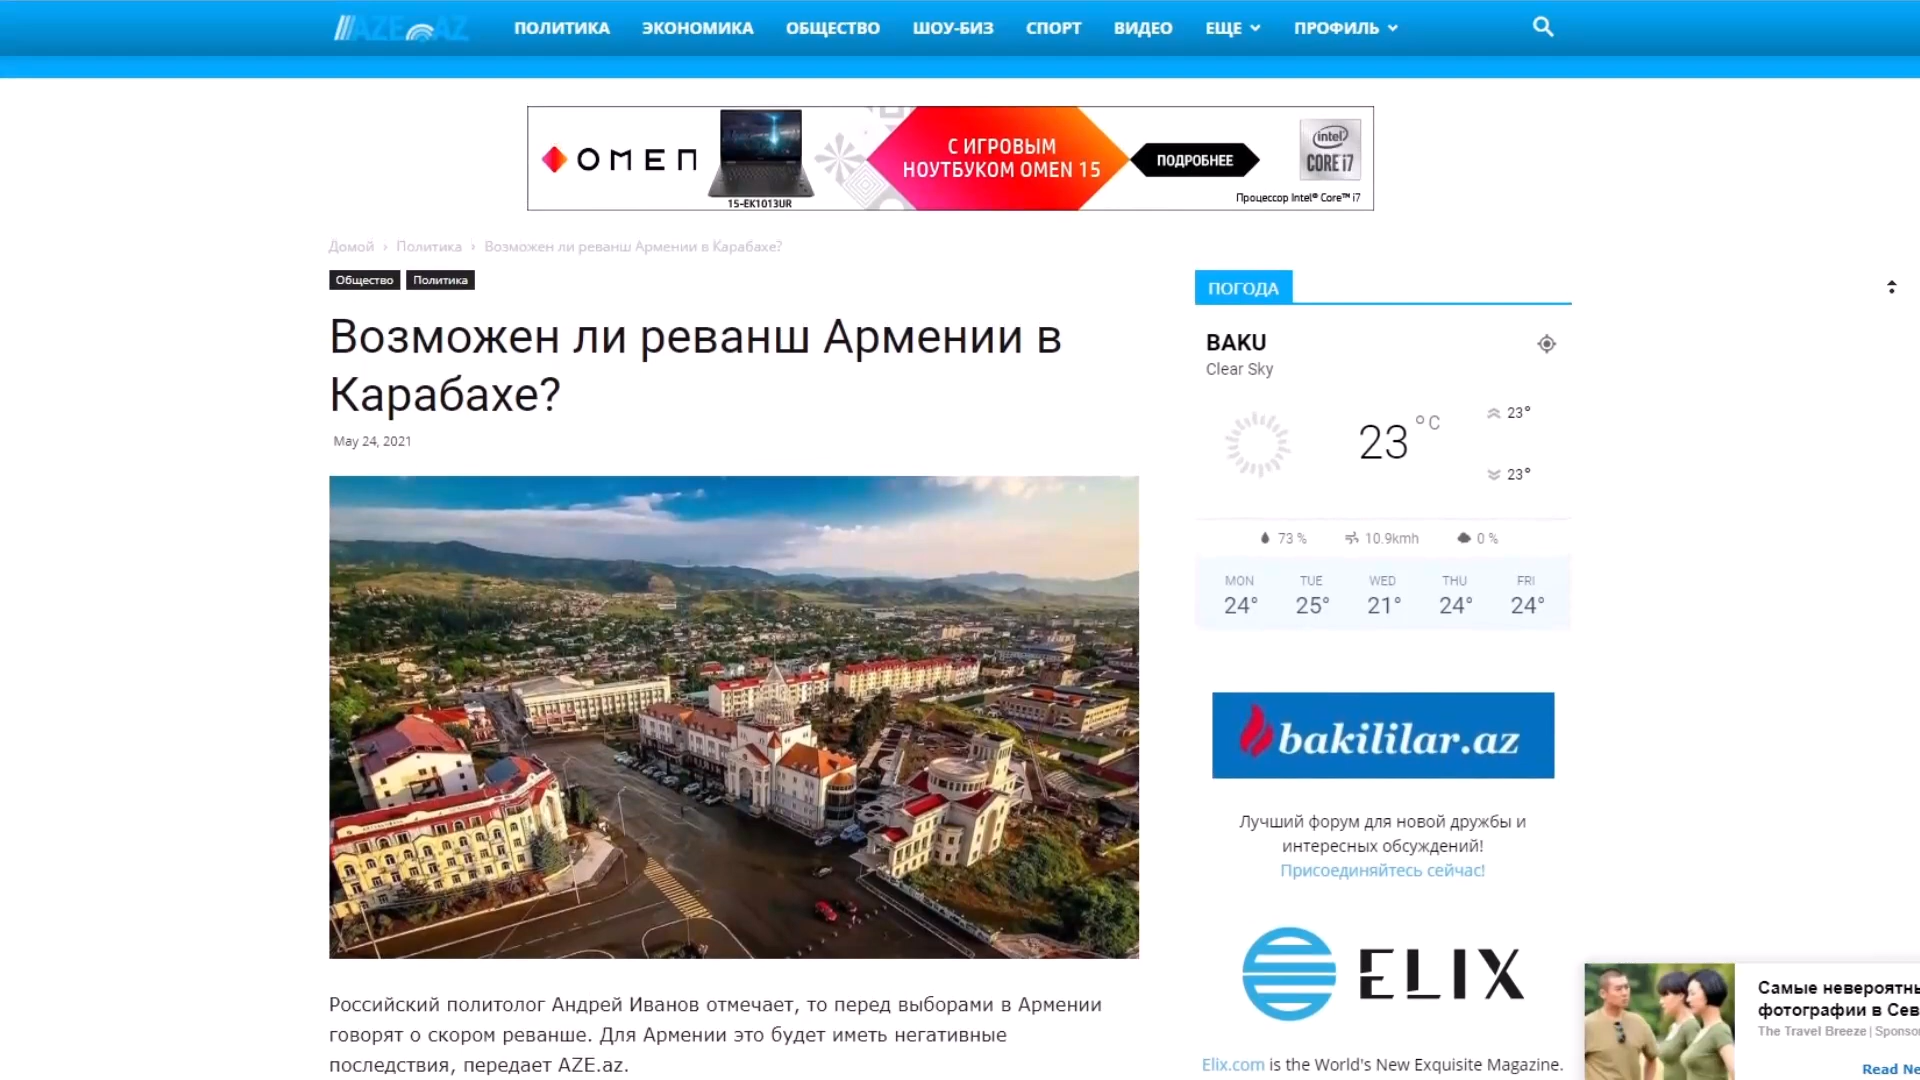 AZE.AZ
ПОЛИТИКА ЭКОНОМИКА ОБЩЕСТВО ШОУ-БИЗ СПОРТ ВИДЕО ЕЩЕ ПРОФИЛЬ
OMEN
15-EK1013UR
С ИГРОВЫМ
НОУТБУКОМ OMEN 15
ПОДРОБНЕЕ
intel
CORE i7
Процессор Intel® Core™ i7
Домой › Политика › Возможен ли реванш Армении в Карабахе?
Общество Политика
Возможен ли реванш Армении в
Карабахе?
May 24, 2021
Российский политолог Андрей Иванов отмечает, то перед выборами в Армении
говорят о скором реванше. Для Армении это будет иметь негативные
последствия, передает AZE.az.
ПОГОДА
BAKU
Clear Sky
23 °C
23°
23°
73 % 10.9kmh 0 %
MON TUE WED THU FRI
24° 25° 21° 24° 24°
bakililar.az
Лучший форум для новой дружбы и
интересных обсуждений!
Присоединяйтесь сейчас!
ELIX
Elix.com is the World's New Exquisite Magazine.
Самые невероятны
фотографии в Сев
The Travel Breeze | Sponsor
Read Ne